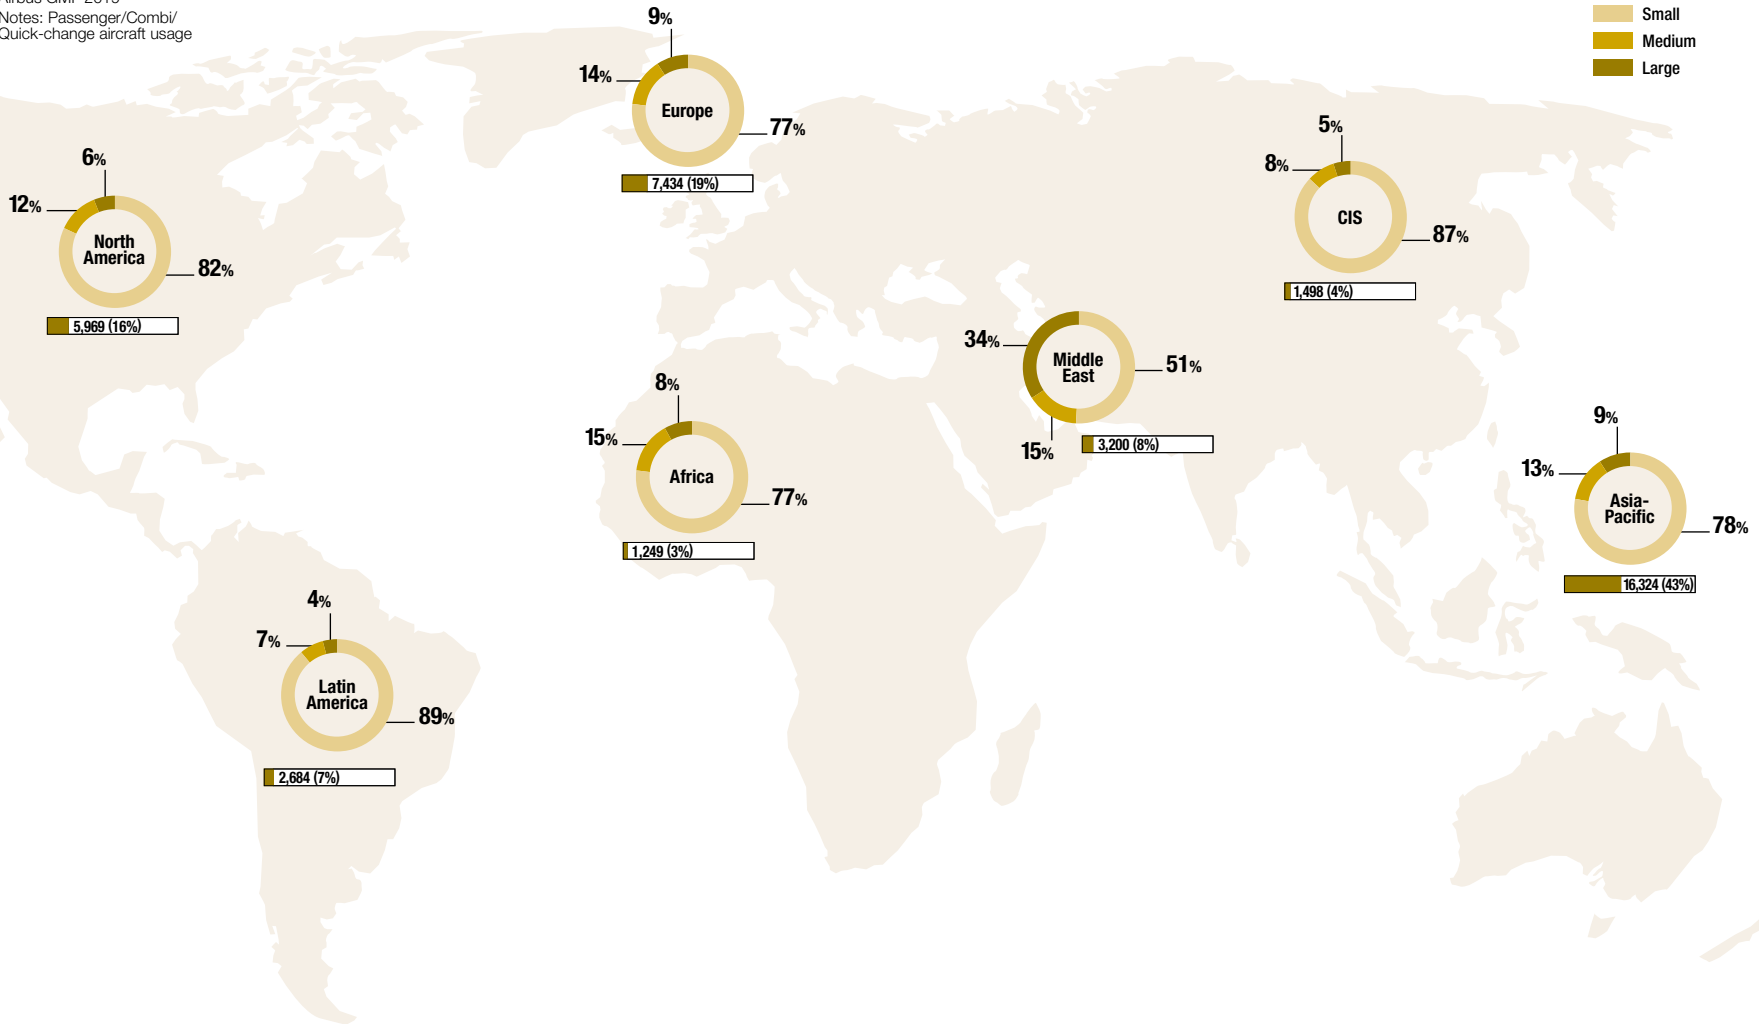 Airbus GMF 2019
Notes: Passenger/Combi/
Quick-change aircraft usage
Small
Medium
Large
9%
14%
Europe
77%
7,434 (19%)
5%
8%
CIS
87%
1,498 (4%)
6%
12%
North
America
82%
5,969 (16%)
34%
Middle
East
51%
15%
3,200 (8%)
8%
15%
Africa
77%
1,249 (3%)
9%
13%
Asia-
Pacific
78%
16,324 (43%)
4%
7%
Latin
America
89%
2,684 (7%)